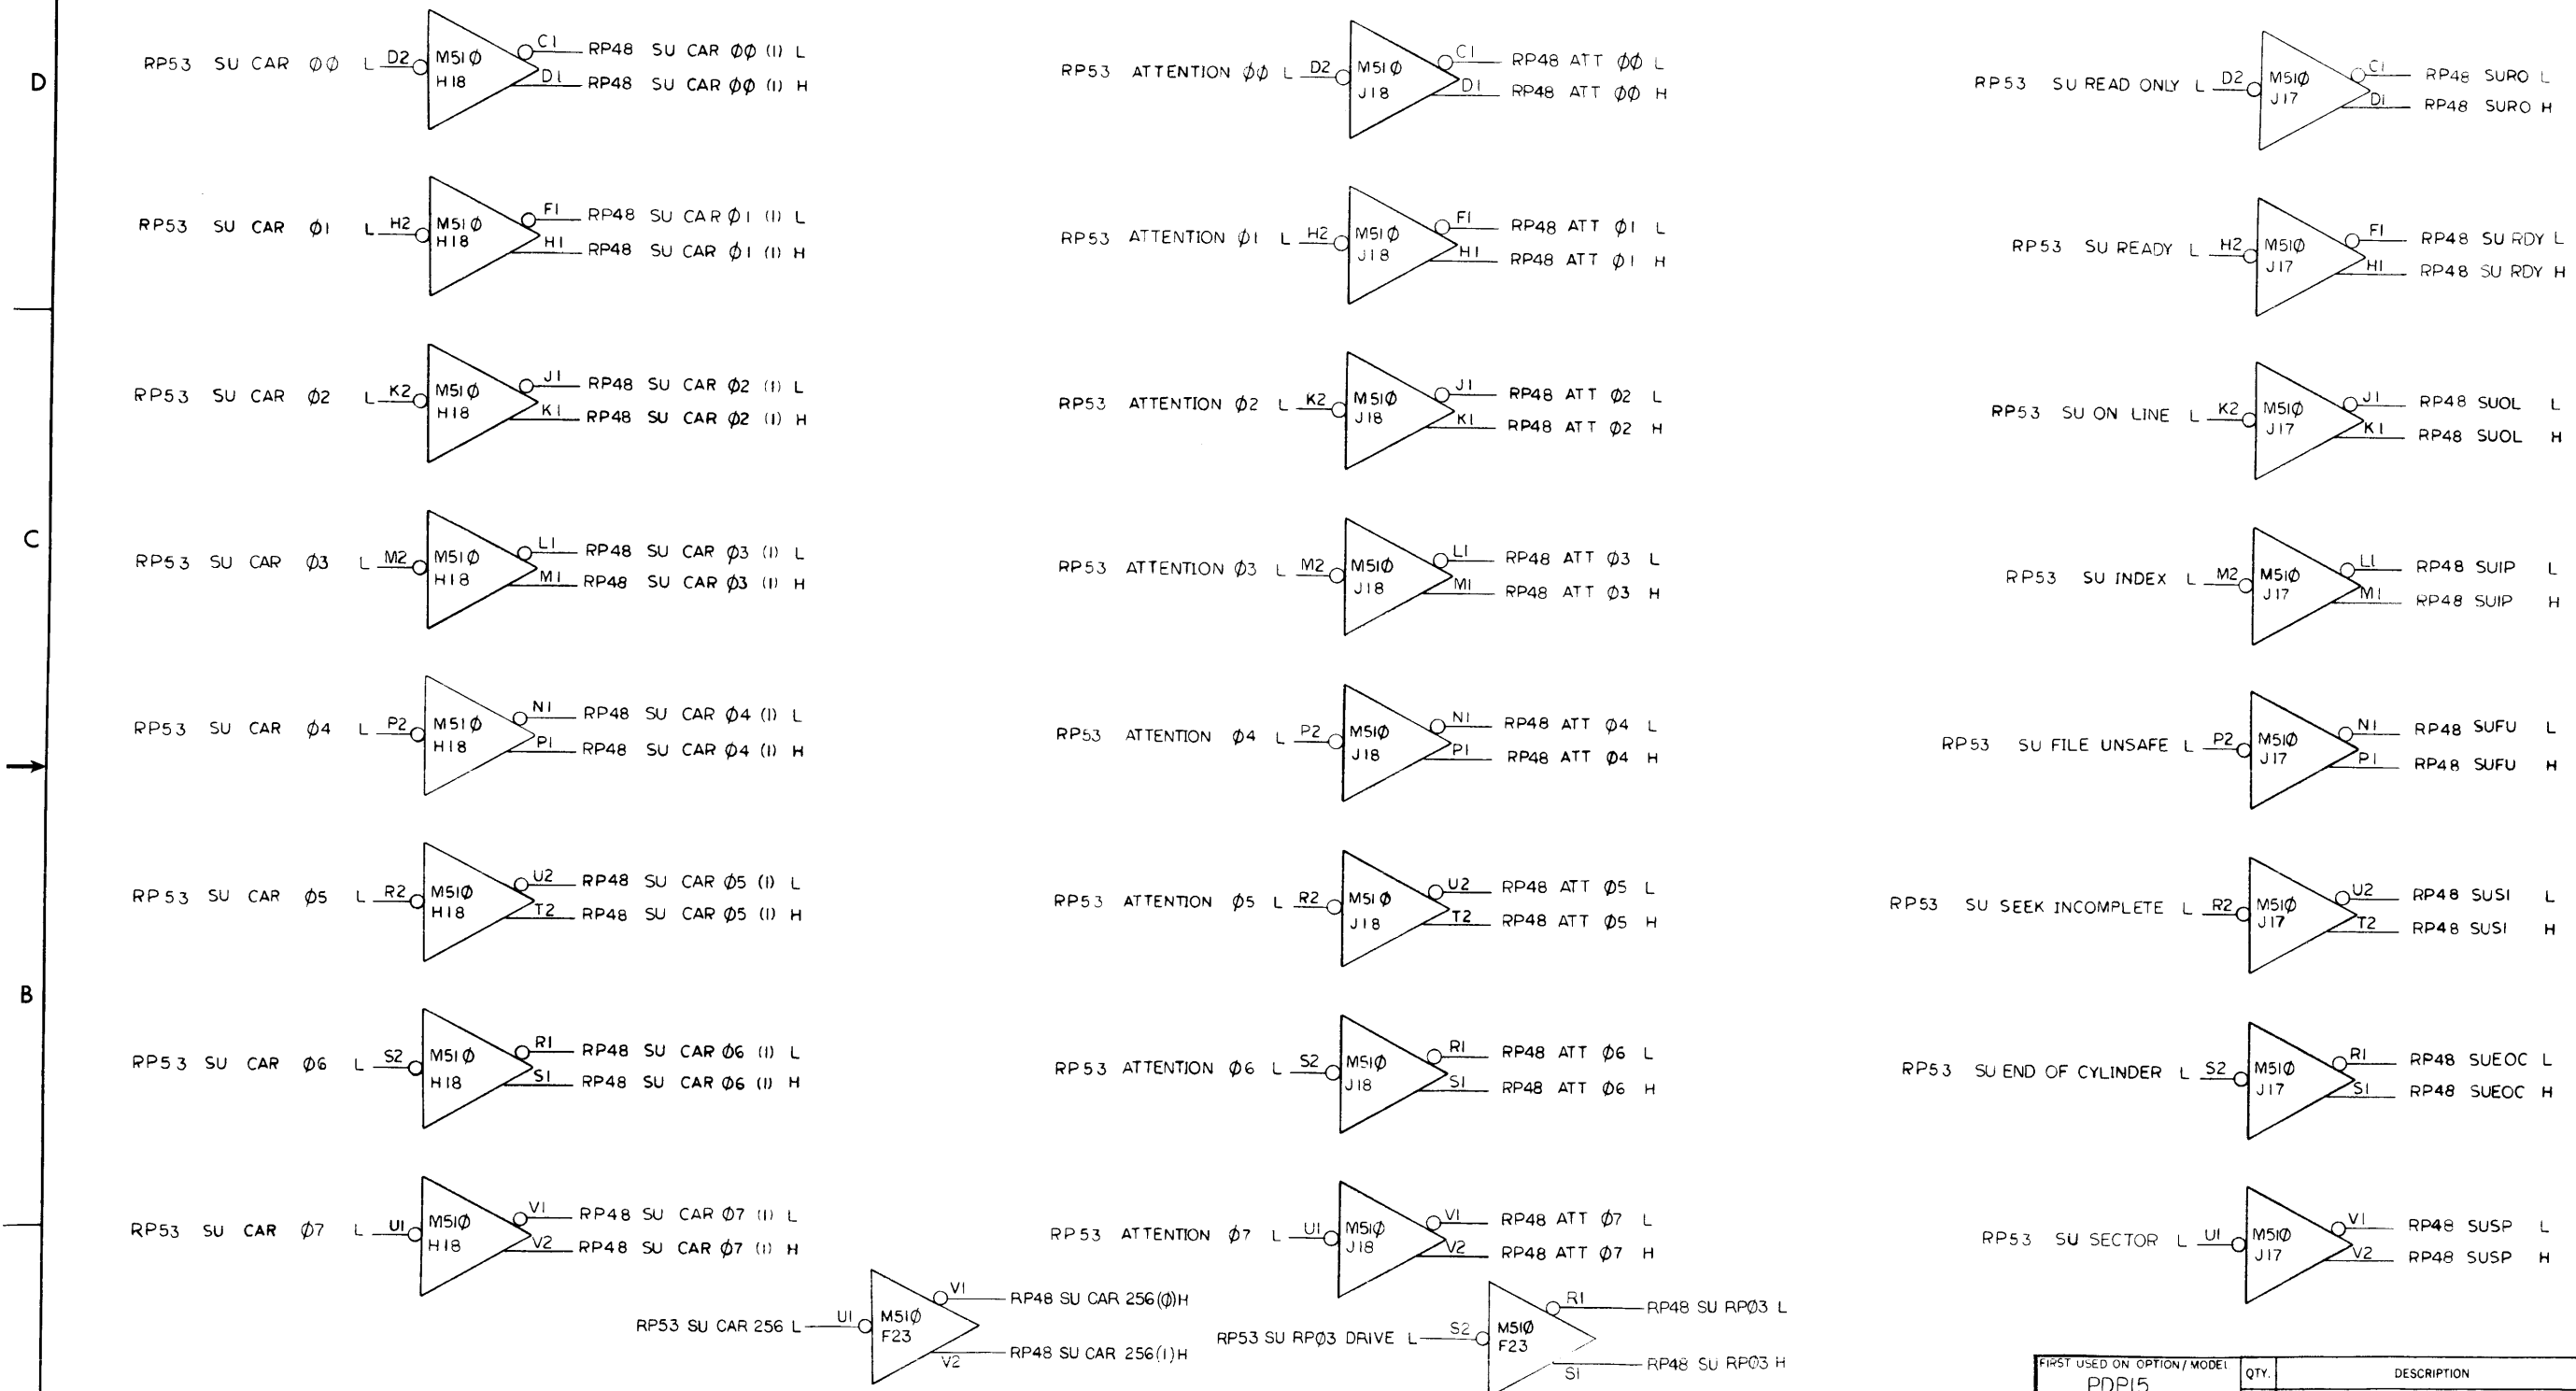 D
C
B
RP53 SU CAR ØØ L D2 M51Ø H18 C1 RP48 SU CAR ØØ (1) L
D1 RP48 SU CAR ØØ (1) H
RP53 SU CAR Ø1 L H2 M51Ø H18 F1 RP48 SU CAR Ø1 (1) L
H1 RP48 SU CAR Ø1 (1) H
RP53 SU CAR Ø2 L K2 M51Ø H18 J1 RP48 SU CAR Ø2 (1) L
K1 RP48 SU CAR Ø2 (1) H
RP53 SU CAR Ø3 L M2 M51Ø H18 L1 RP48 SU CAR Ø3 (1) L
M1 RP48 SU CAR Ø3 (1) H
RP53 SU CAR Ø4 L P2 M51Ø H18 N1 RP48 SU CAR Ø4 (1) L
P1 RP48 SU CAR Ø4 (1) H
RP53 SU CAR Ø5 L R2 M51Ø H18 U2 RP48 SU CAR Ø5 (1) L
T2 RP48 SU CAR Ø5 (1) H
RP53 SU CAR Ø6 L S2 M51Ø H18 R1 RP48 SU CAR Ø6 (1) L
S1 RP48 SU CAR Ø6 (1) H
RP53 SU CAR Ø7 L U1 M51Ø H18 V1 RP48 SU CAR Ø7 (1) L
V2 RP48 SU CAR Ø7 (1) H
RP53 SU CAR 256 L U1 M51Ø F23 V1 RP48 SU CAR 256(Ø)H
V2 RP48 SU CAR 256(1)H
RP53 ATTENTION ØØ L D2 M51Ø J18 C1 RP48 ATT ØØ L
D1 RP48 ATT ØØ H
RP53 ATTENTION Ø1 L H2 M51Ø J18 F1 RP48 ATT Ø1 L
H1 RP48 ATT Ø1 H
RP53 ATTENTION Ø2 L K2 M51Ø J18 J1 RP48 ATT Ø2 L
K1 RP48 ATT Ø2 H
RP53 ATTENTION Ø3 L M2 M51Ø J18 L1 RP48 ATT Ø3 L
M1 RP48 ATT Ø3 H
RP53 ATTENTION Ø4 L P2 M51Ø J18 N1 RP48 ATT Ø4 L
P1 RP48 ATT Ø4 H
RP53 ATTENTION Ø5 L R2 M51Ø J18 U2 RP48 ATT Ø5 L
T2 RP48 ATT Ø5 H
RP53 ATTENTION Ø6 L S2 M51Ø J18 R1 RP48 ATT Ø6 L
S1 RP48 ATT Ø6 H
RP53 ATTENTION Ø7 L U1 M51Ø J18 V1 RP48 ATT Ø7 L
V2 RP48 ATT Ø7 H
RP53 SU RPØ3 DRIVE L S2 M51Ø F23 R1 RP48 SU RPØ3 L
S1 RP48 SU RPØ3 H
RP53 SU READ ONLY L D2 M51Ø J17 C1 RP48 SURO L
D1 RP48 SURO H
RP53 SU READY L H2 M51Ø J17 F1 RP48 SU RDY L
H1 RP48 SU RDY H
RP53 SU ON LINE L K2 M51Ø J17 J1 RP48 SUOL L
K1 RP48 SUOL H
RP53 SU INDEX L M2 M51Ø J17 L1 RP48 SUIP L
M1 RP48 SUIP H
RP53 SU FILE UNSAFE L P2 M51Ø J17 N1 RP48 SUFU L
P1 RP48 SUFU H
RP53 SU SEEK INCOMPLETE L R2 M51Ø J17 U2 RP48 SUSI L
T2 RP48 SUSI H
RP53 SU END OF CYLINDER L S2 M51Ø J17 R1 RP48 SUEOC L
S1 RP48 SUEOC H
RP53 SU SECTOR L U1 M51Ø J17 V1 RP48 SUSP L
V2 RP48 SUSP H
FIRST USED ON OPTION/MODEL QTY. DESCRIPTION
PDP15